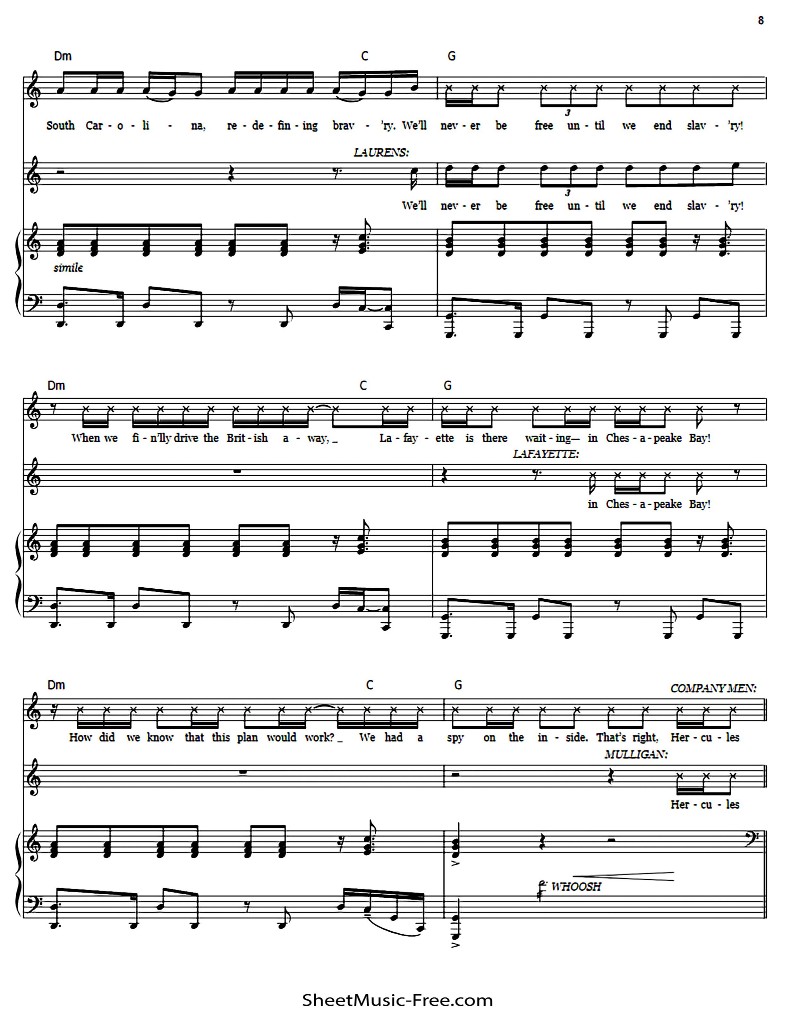 8
Dm C G
South Car - o - li - na, re - de - fin - ing brav - 'ry. We'll nev - er be free un - til we end slav - 'ry!
3
LAURENS:
3
We'll nev - er be free un - til we end slav - 'ry!
simile
Dm C G
When we fi - n'lly drive the Brit - ish a - way, _ La - fay - ette is there wait - ing— in Ches - a - peake Bay!
LAFAYETTE:
in Ches - a - peake Bay!
Dm C G
COMPANY MEN:
How did we know that this plan would work? _ We had a spy on the in - side. That's right, Her - cu - les
MULLIGAN:
Her - cu - les
WHOOSH
SheetMusic-Free.com